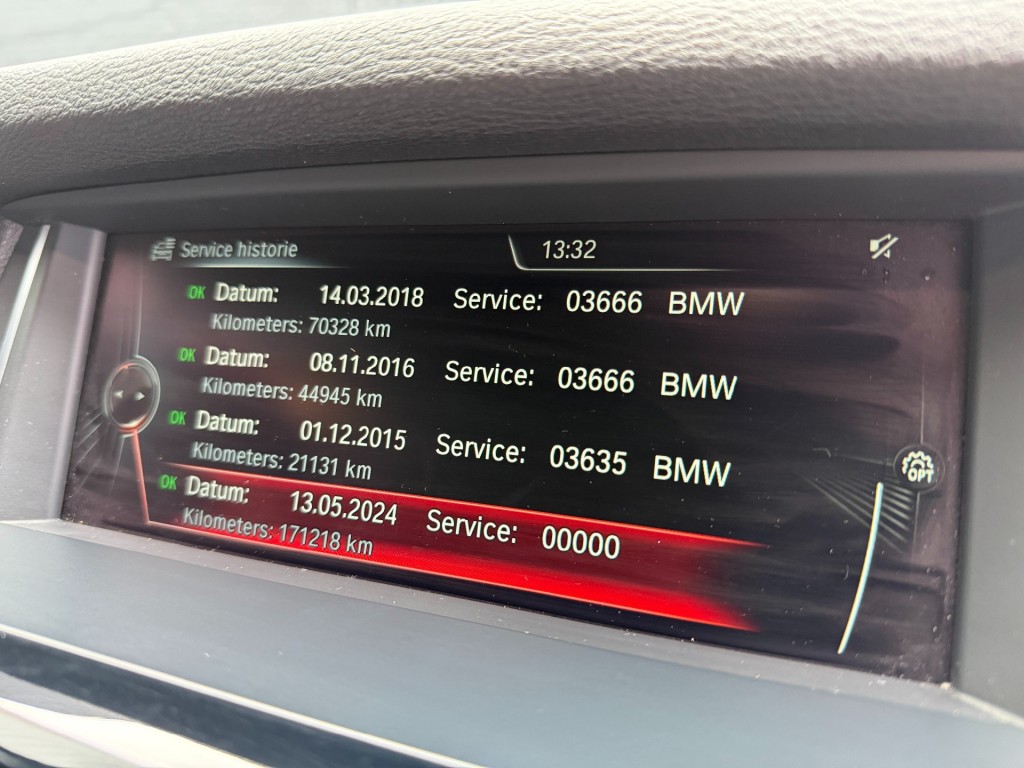 Service historie 13:32
OK Datum: 14.03.2018 Service: 03666 BMW
Kilometers: 70328 km
OK Datum: 08.11.2016 Service: 03666 BMW
Kilometers: 44945 km
OK Datum: 01.12.2015 Service: 03635 BMW
Kilometers: 21131 km
OPT
OK Datum: 13.05.2024 Service: 00000
Kilometers: 171218 km